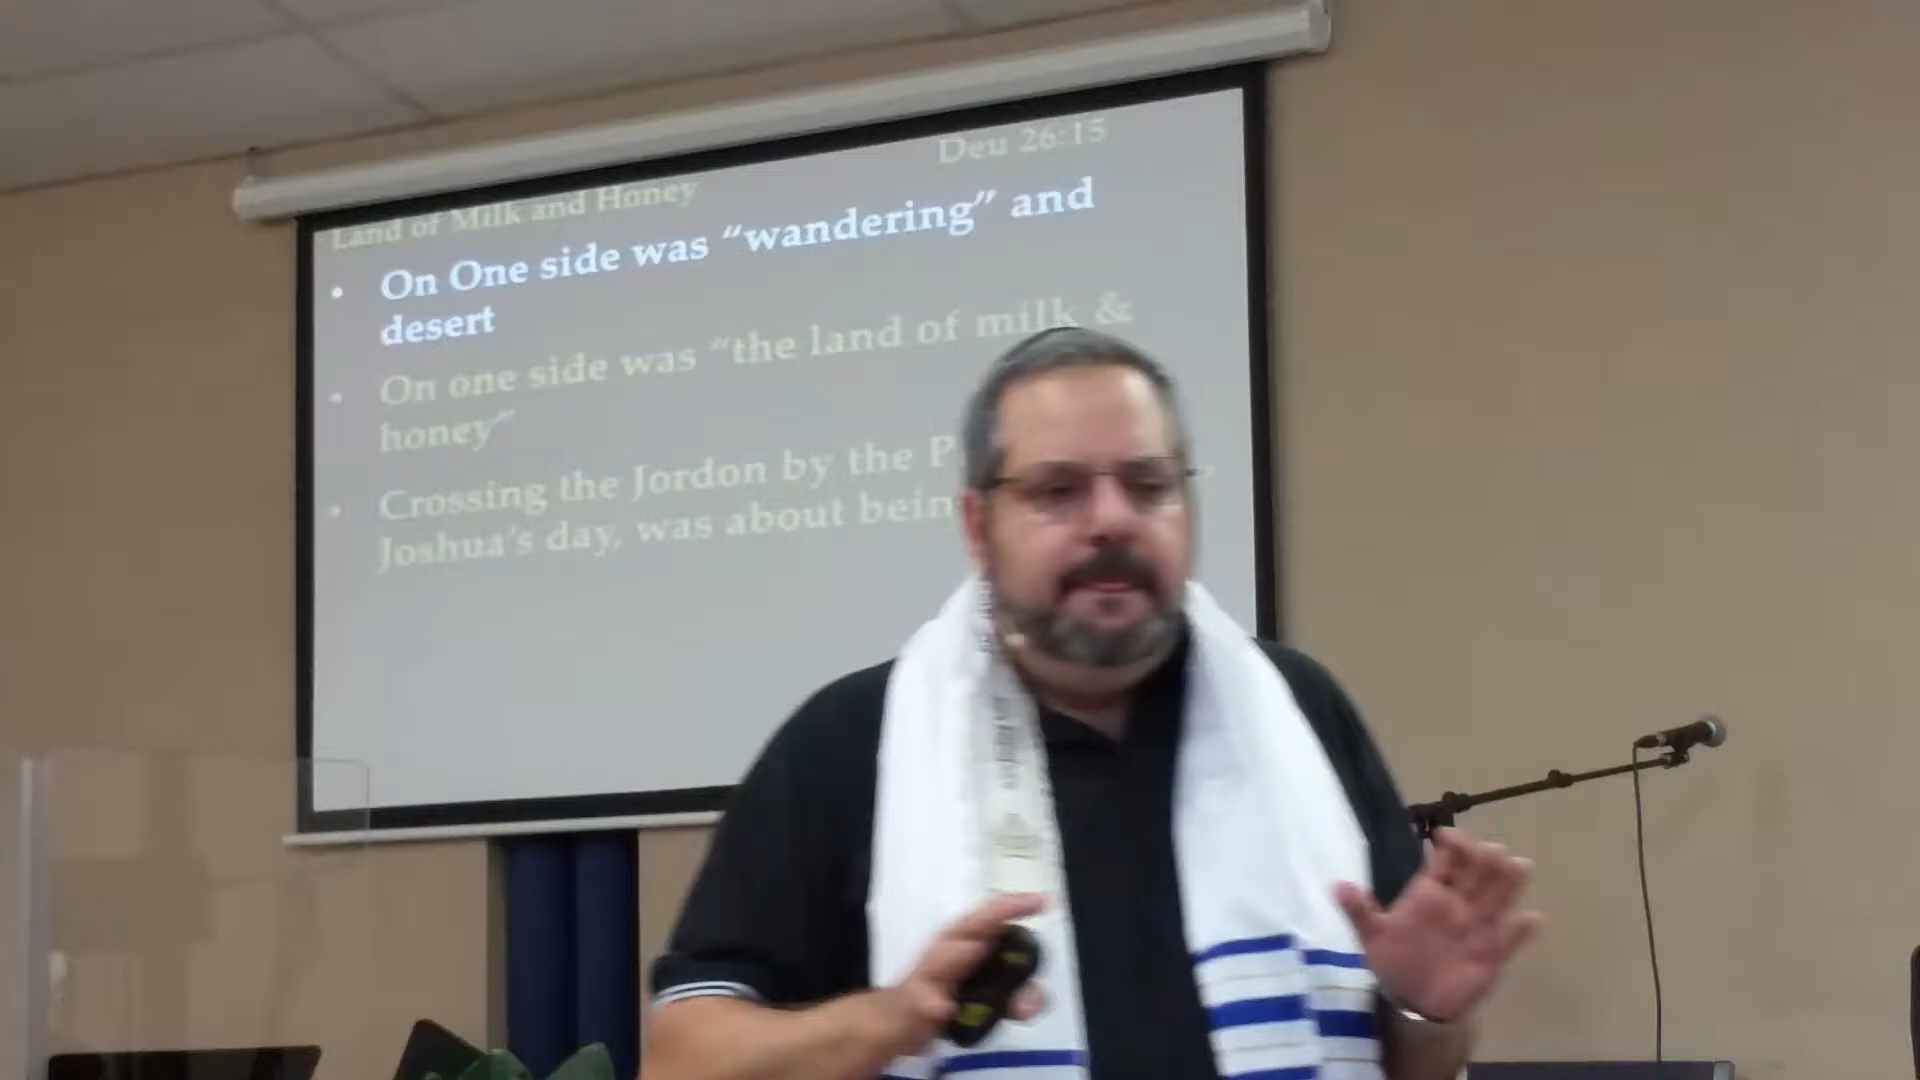 Land of Milk and Honey Deu 26:15
• On One side was “wandering” and
desert
• On one side was “the land of milk &
honey”
• Crossing the Jordon by the
Joshua’s day, was about